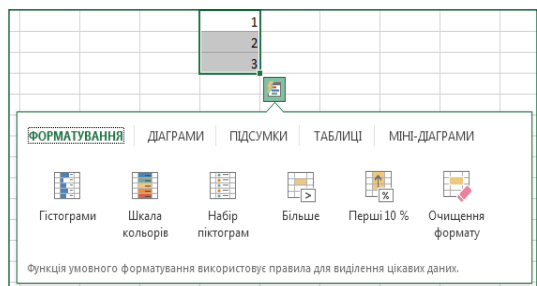 1
2
3
ФОРМАТУВАННЯ ДІАГРАМИ ПІДСУМКИ ТАБЛИЦІ МІНІ-ДІАГРАМИ
Гістограми Шкала кольорів Набір піктограм Більше Перші 10 % Очищення формату
Функція умовного форматування використовує правила для виділення цікавих даних.